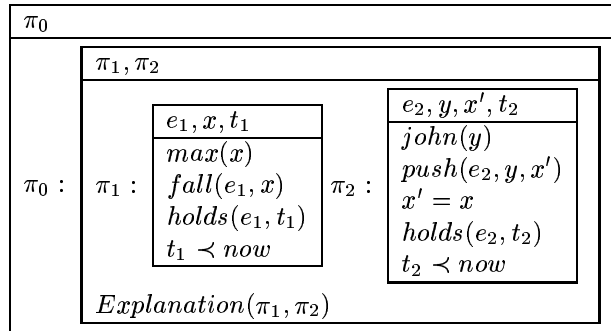 π₀
π₁, π₂
e₁, x, t₁
max(x)
fall(e₁, x)
holds(e₁, t₁)
t₁ ≺ now
e₂, y, x′, t₂
john(y)
push(e₂, y, x′)
x′ = x
holds(e₂, t₂)
t₂ ≺ now
π₀ : π₁ : π₂ :
Explanation(π₁, π₂)